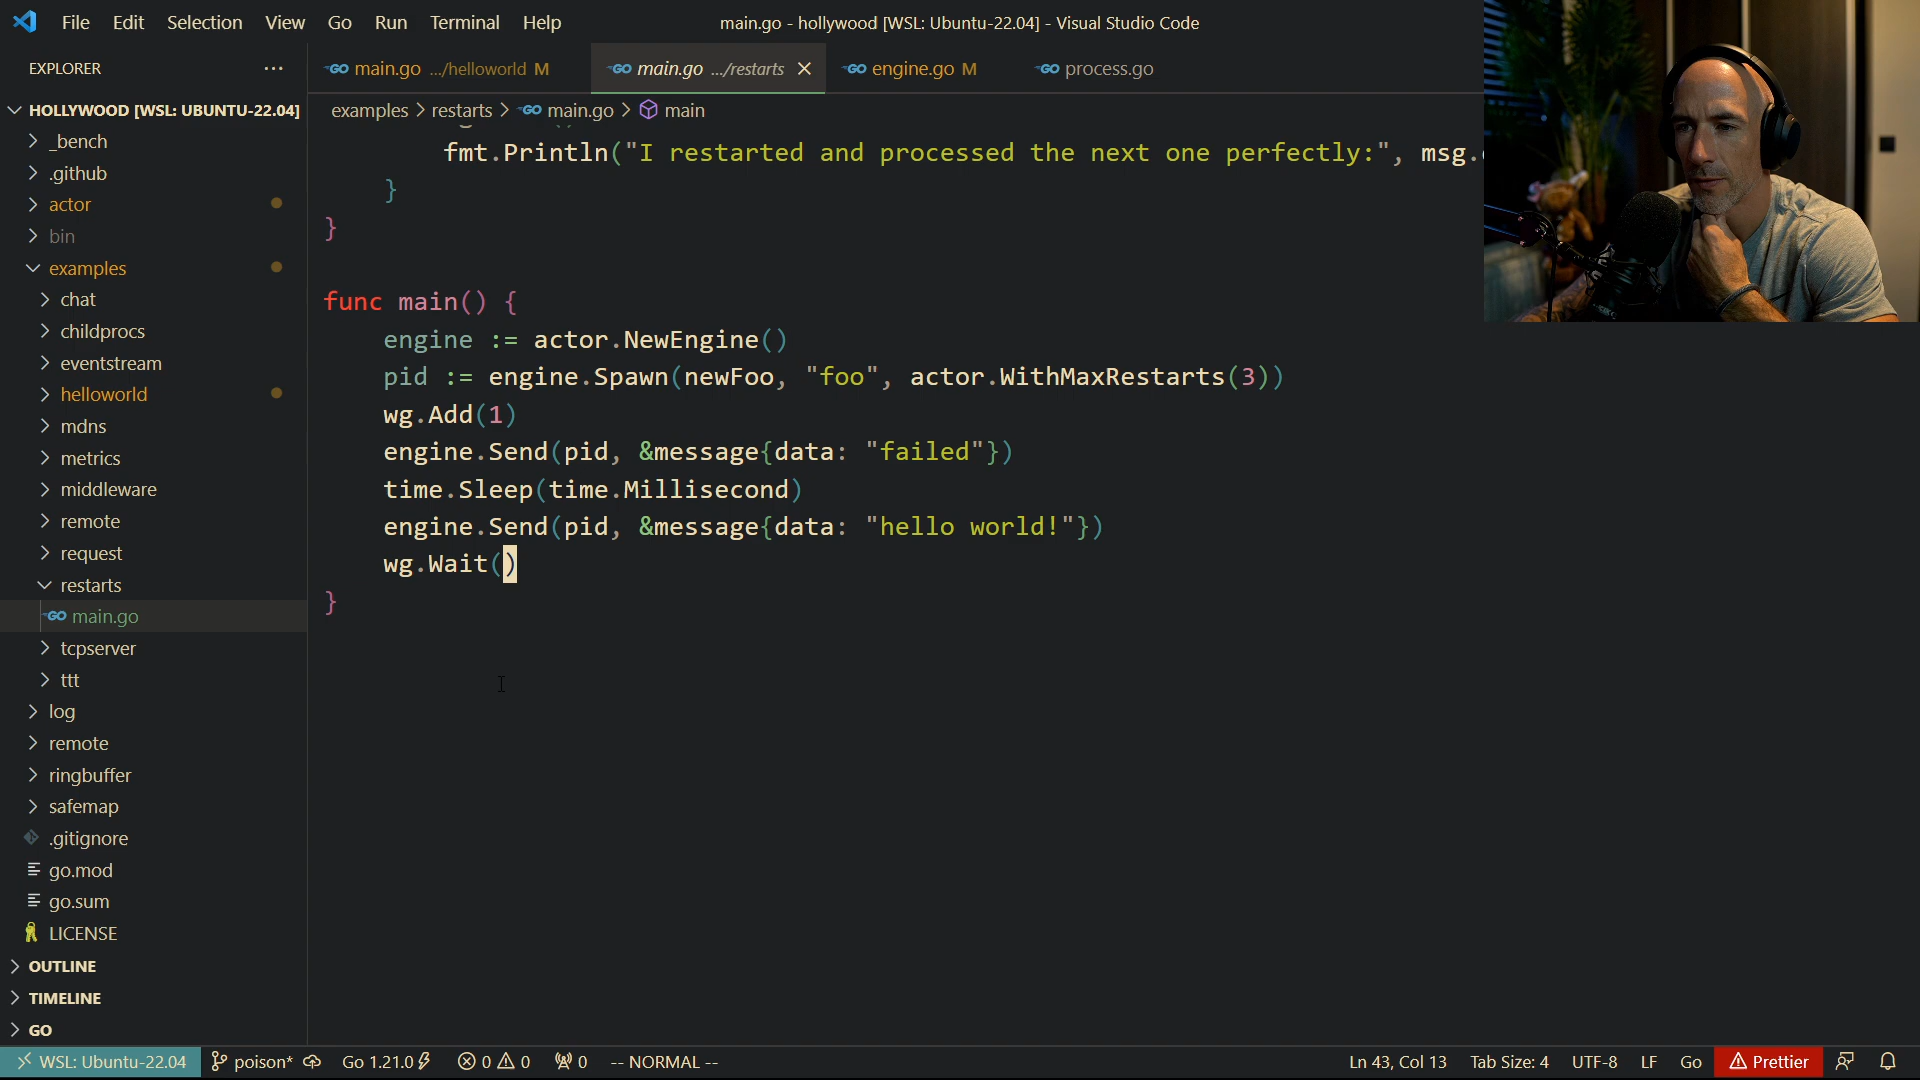 File Edit Selection View Go Run Terminal Help
main.go - hollywood [WSL: Ubuntu-22.04] - Visual Studio Code
EXPLORER ...
main.go .../helloworld M
main.go .../restarts
engine.go M
process.go
HOLLYWOOD [WSL: UBUNTU-22.04]
examples > restarts > GO main.go > main
_bench
.github
actor
bin
examples
chat
childprocs
eventstream
helloworld
mdns
metrics
middleware
remote
request
restarts
GO main.go
tcpserver
ttt
log
remote
ringbuffer
safemap
.gitignore
go.mod
go.sum
LICENSE
OUTLINE
TIMELINE
GO
fmt.Println("I restarted and processed the next one perfectly:", msg.
}
}
func main() {
engine := actor.NewEngine()
pid := engine.Spawn(newFoo, "foo", actor.WithMaxRestarts(3))
wg.Add(1)
engine.Send(pid, &message{data: "failed"})
time.Sleep(time.Millisecond)
engine.Send(pid, &message{data: "hello world!"})
wg.Wait()
}
WSL: Ubuntu-22.04 poison* Go 1.21.0 0 0 0 -- NORMAL -- Ln 43, Col 13 Tab Size: 4 UTF-8 LF Go Prettier